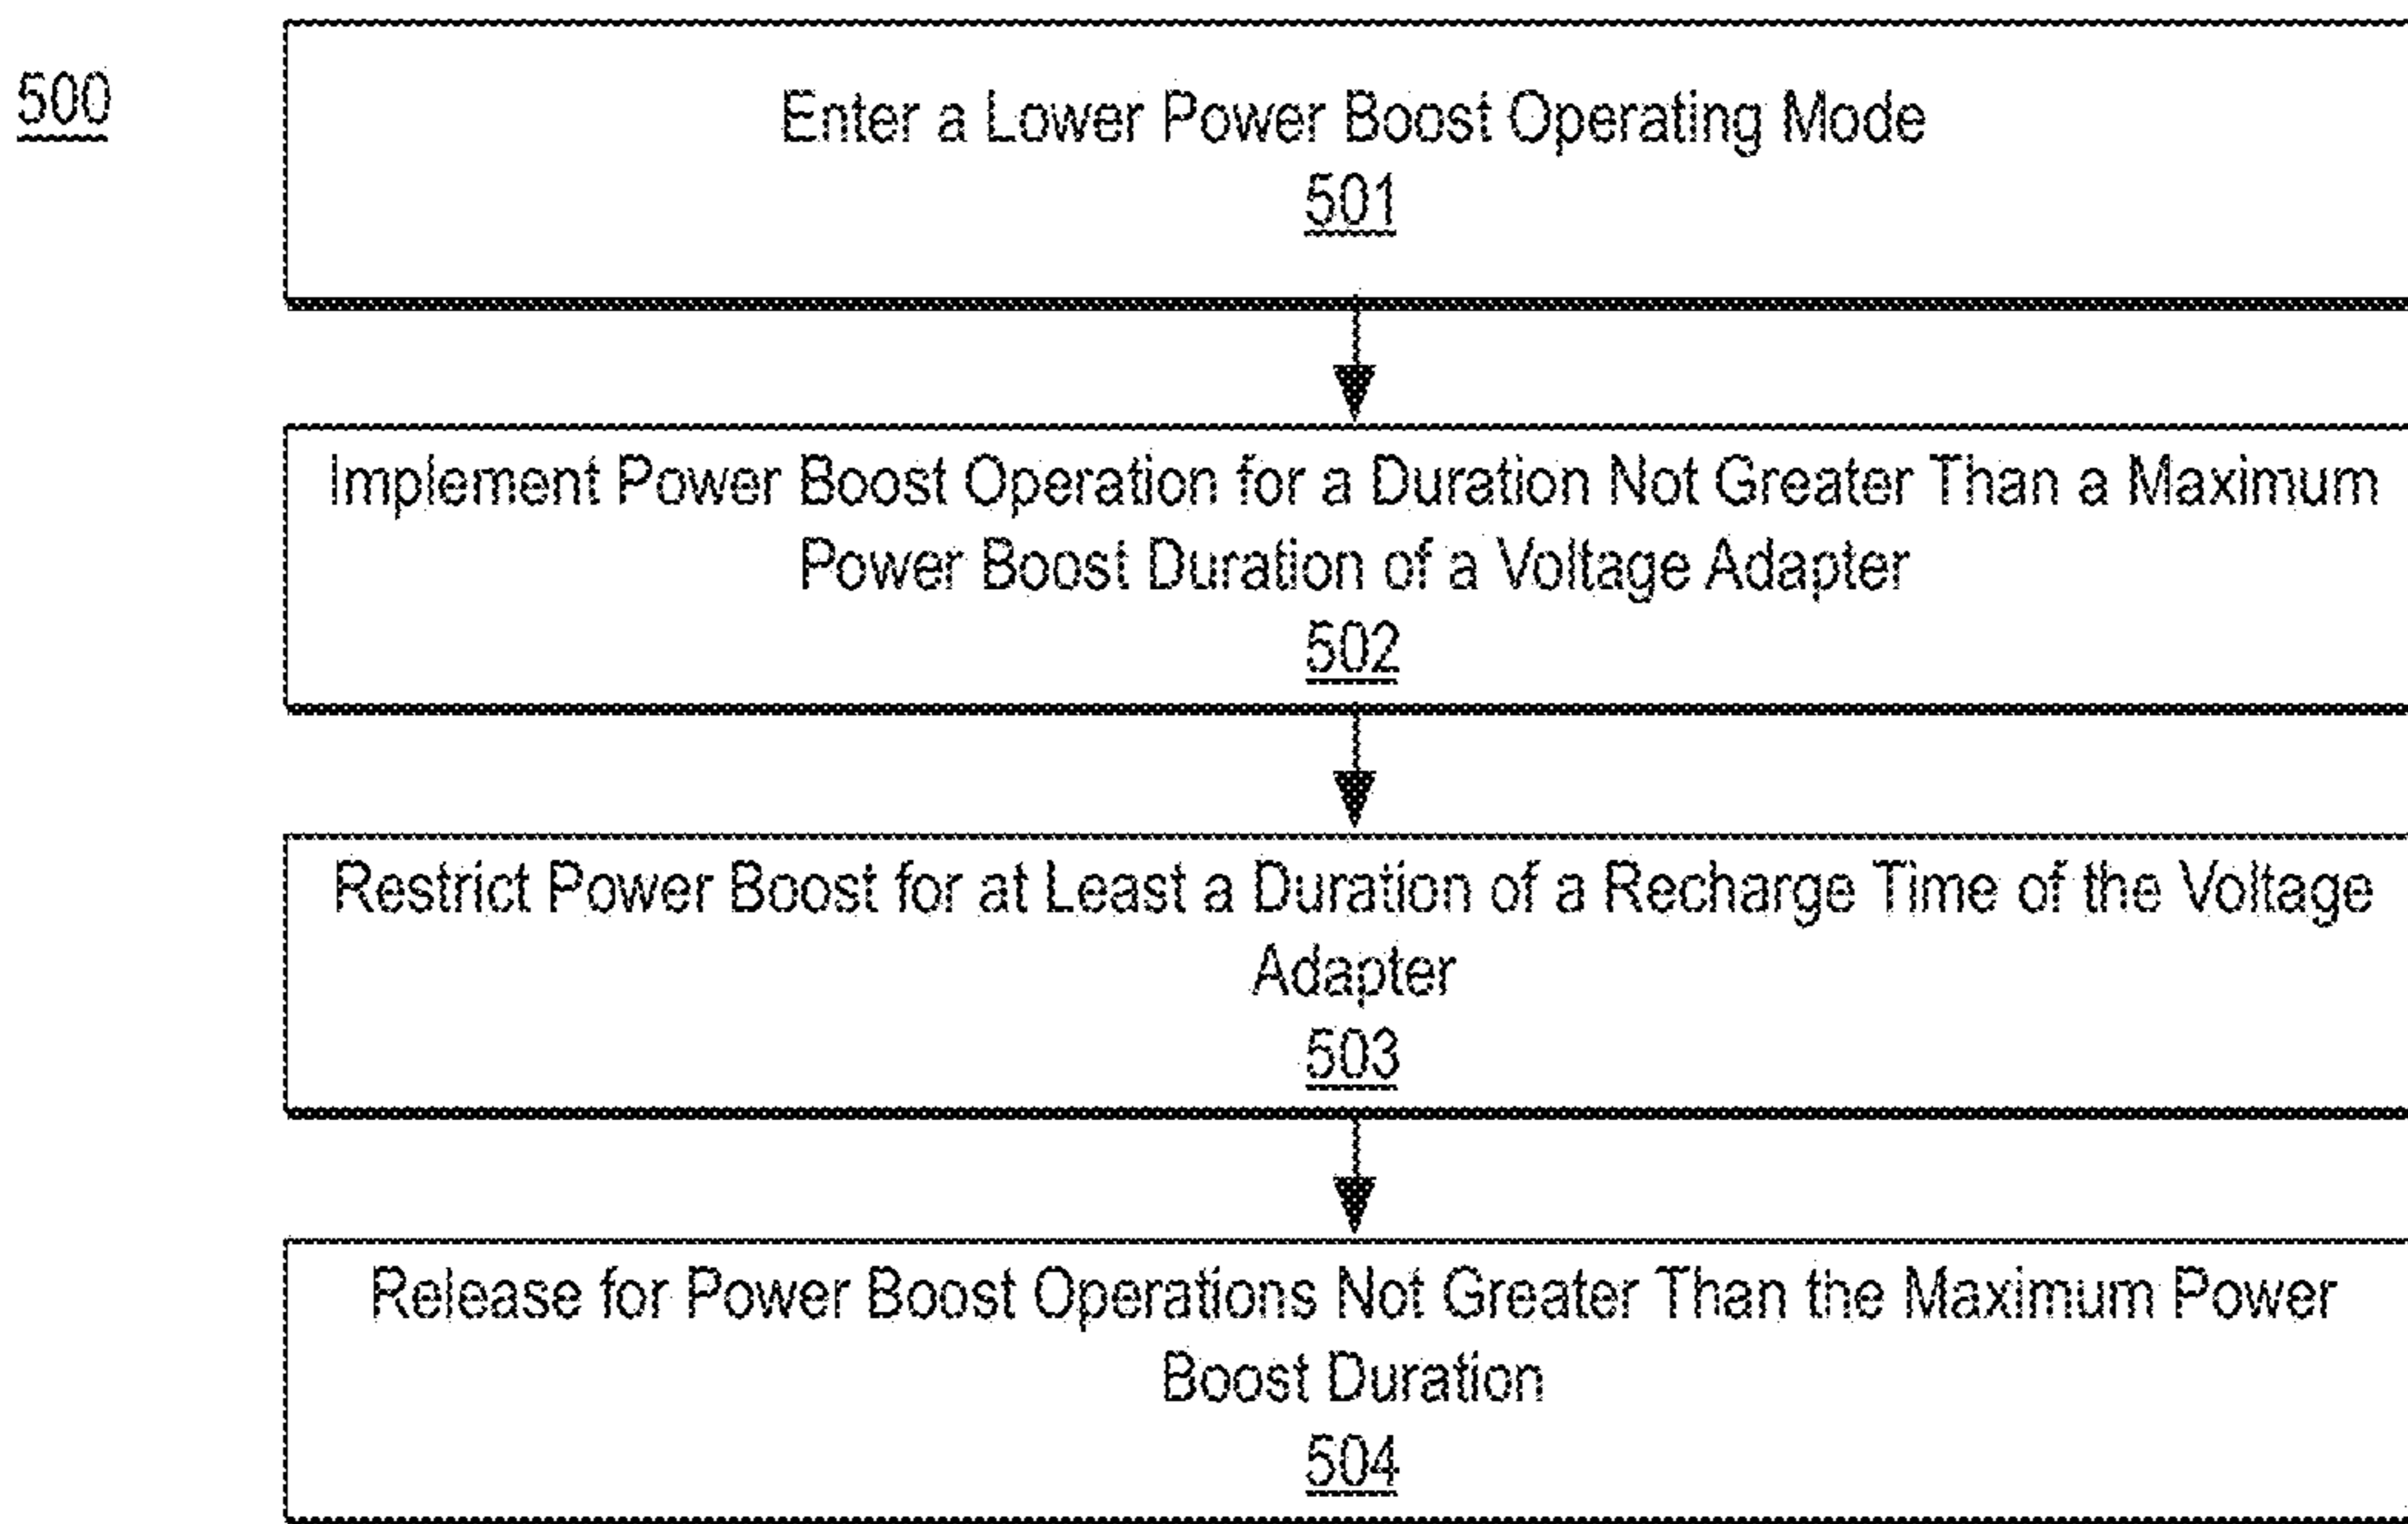 500
Enter a Lower Power Boost Operating Mode
501
Implement Power Boost Operation for a Duration Not Greater Than a Maximum
Power Boost Duration of a Voltage Adapter
502
Restrict Power Boost for at Least a Duration of a Recharge Time of the Voltage
Adapter
503
Release for Power Boost Operations Not Greater Than the Maximum Power
Boost Duration
504